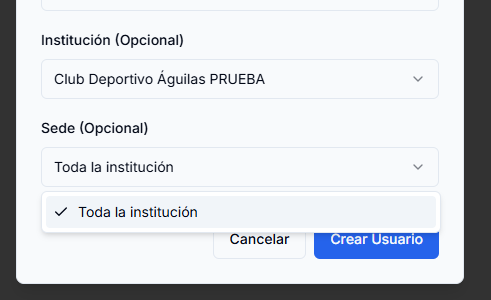 Institución (Opcional)
Club Deportivo Águilas PRUEBA
Sede (Opcional)
Toda la institución
Toda la institución
Cancelar
Crear Usuario